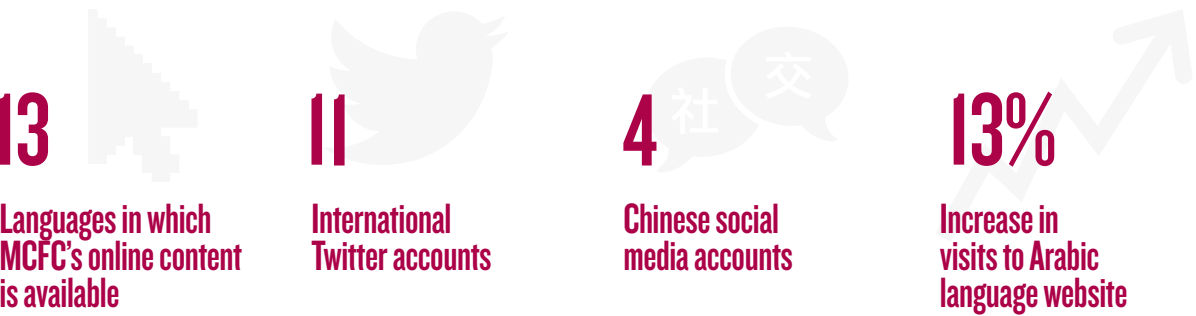 13
Languages in which
MCFC's online content
is available
11
International
Twitter accounts
社 交
4
Chinese social
media accounts
13%
Increase in
visits to Arabic
language website